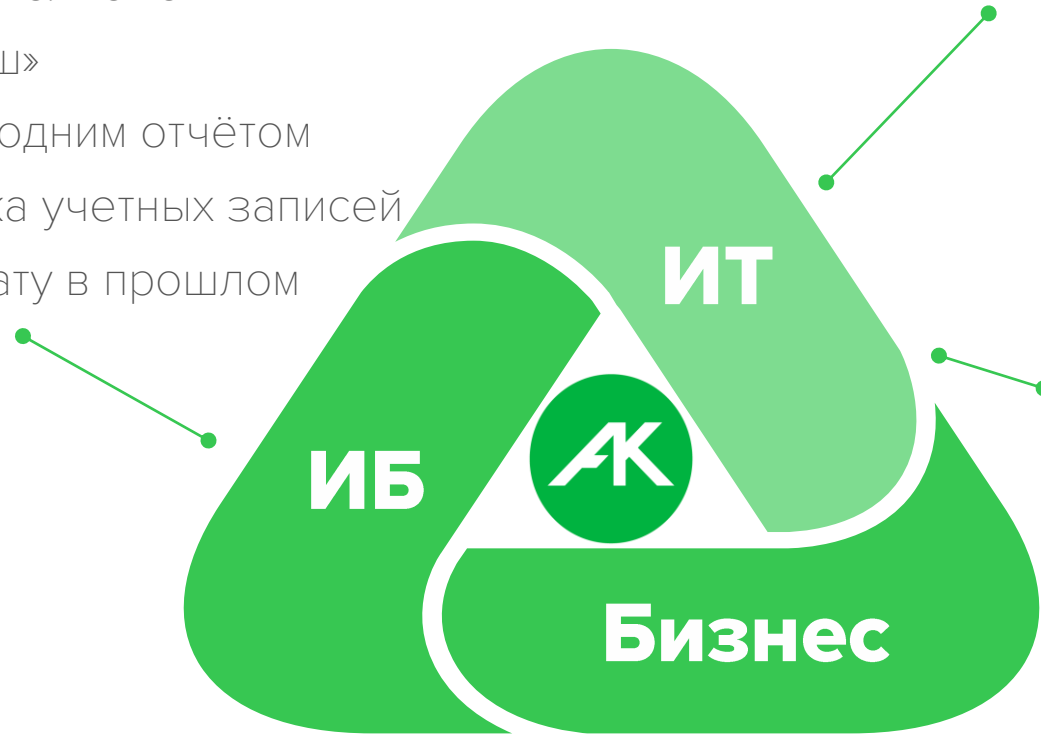 ш»
одним отчётом
ка учетных записей
ату в прошлом
ИТ
ИБ
АК
Бизнес